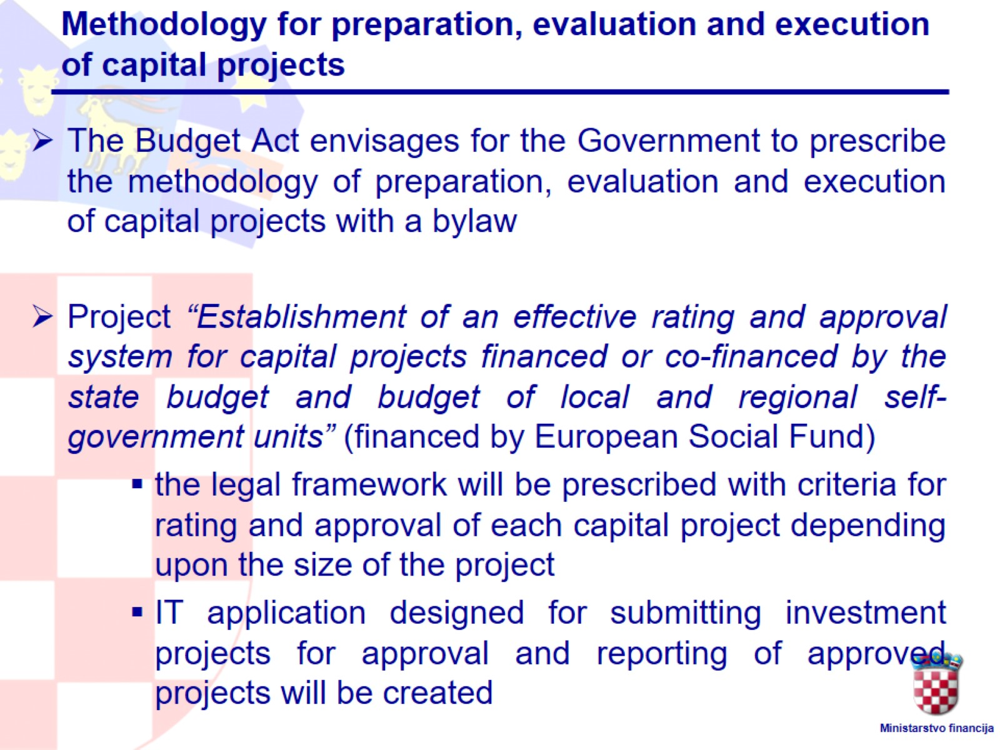 Methodology for preparation, evaluation and execution
of capital projects
➢ The Budget Act envisages for the Government to prescribe
the methodology of preparation, evaluation and execution
of capital projects with a bylaw
➢ Project “Establishment of an effective rating and approval
system for capital projects financed or co-financed by the
state budget and budget of local and regional self-
government units” (financed by European Social Fund)
▪ the legal framework will be prescribed with criteria for
rating and approval of each capital project depending
upon the size of the project
▪ IT application designed for submitting investment
projects for approval and reporting of approved
projects will be created
Ministarstvo financija